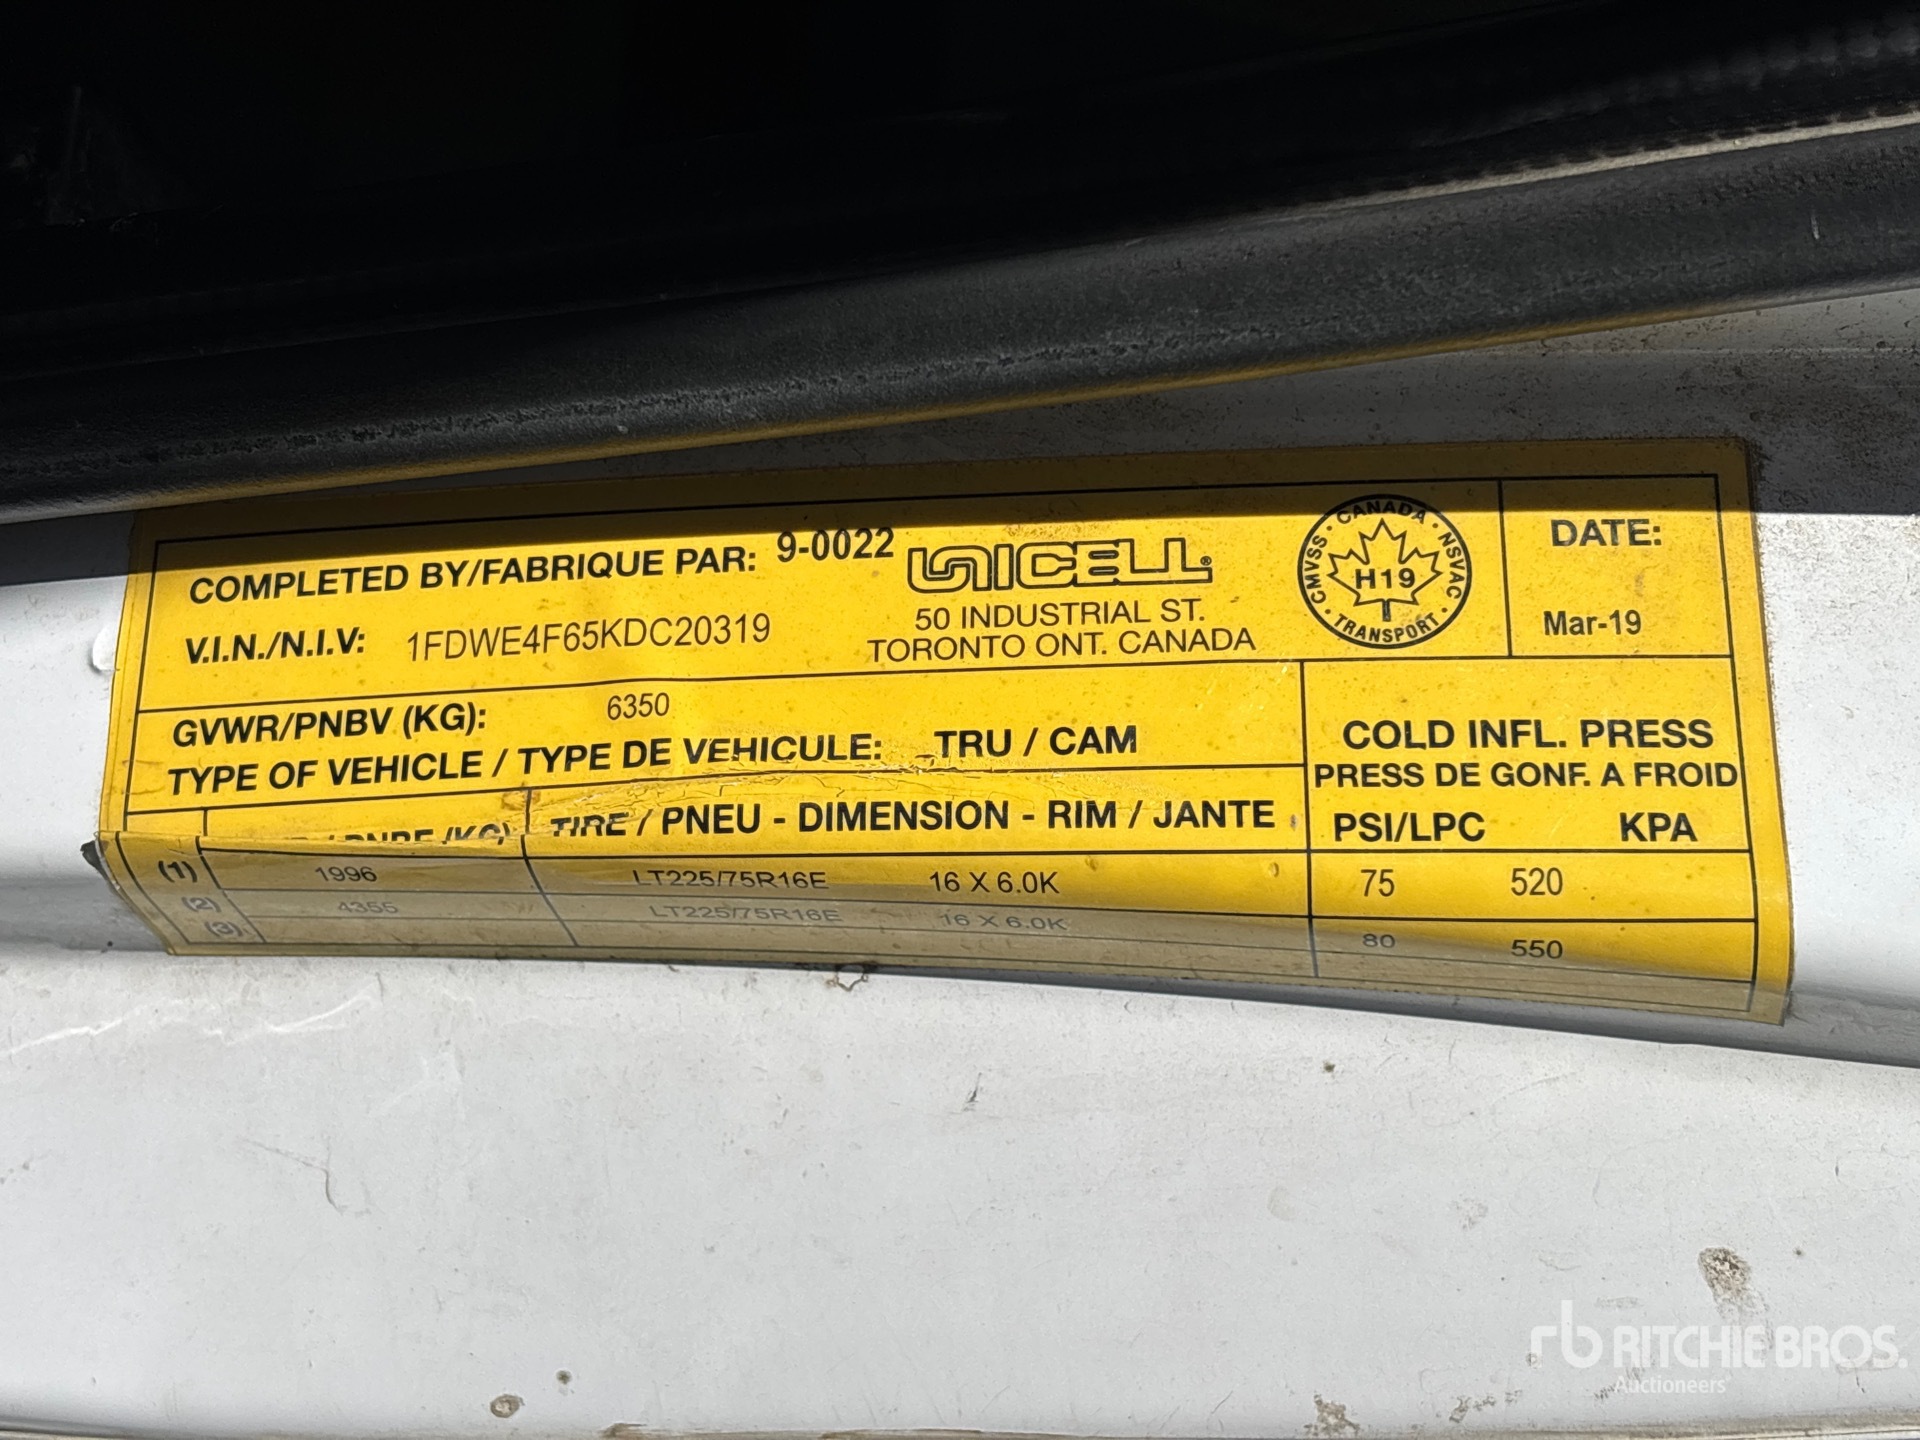 COMPLETED BY/FABRIQUE PAR: 9-0022 UNICELL
50 INDUSTRIAL ST.
TORONTO ONT. CANADA
V.I.N./N.I.V: 1FDWE4F65KDC20319
CANADA · NSVAC · TRANSPORT · CMVSS ·
H19
DATE:
Mar-19
GVWR/PNBV (KG): 6350
TYPE OF VEHICLE / TYPE DE VEHICULE: TRU / CAM
COLD INFL. PRESS
PRESS DE GONF. A FROID
PSI/LPC KPA
/ PNBE (KG) TIRE / PNEU - DIMENSION - RIM / JANTE
(1) 1996 LT225/75R16E 16 X 6.0K 75 520
(2) 4355 LT225/75R16E 16 X 6.0K 80 550
(3)
rb RITCHIE BROS.
Auctioneers